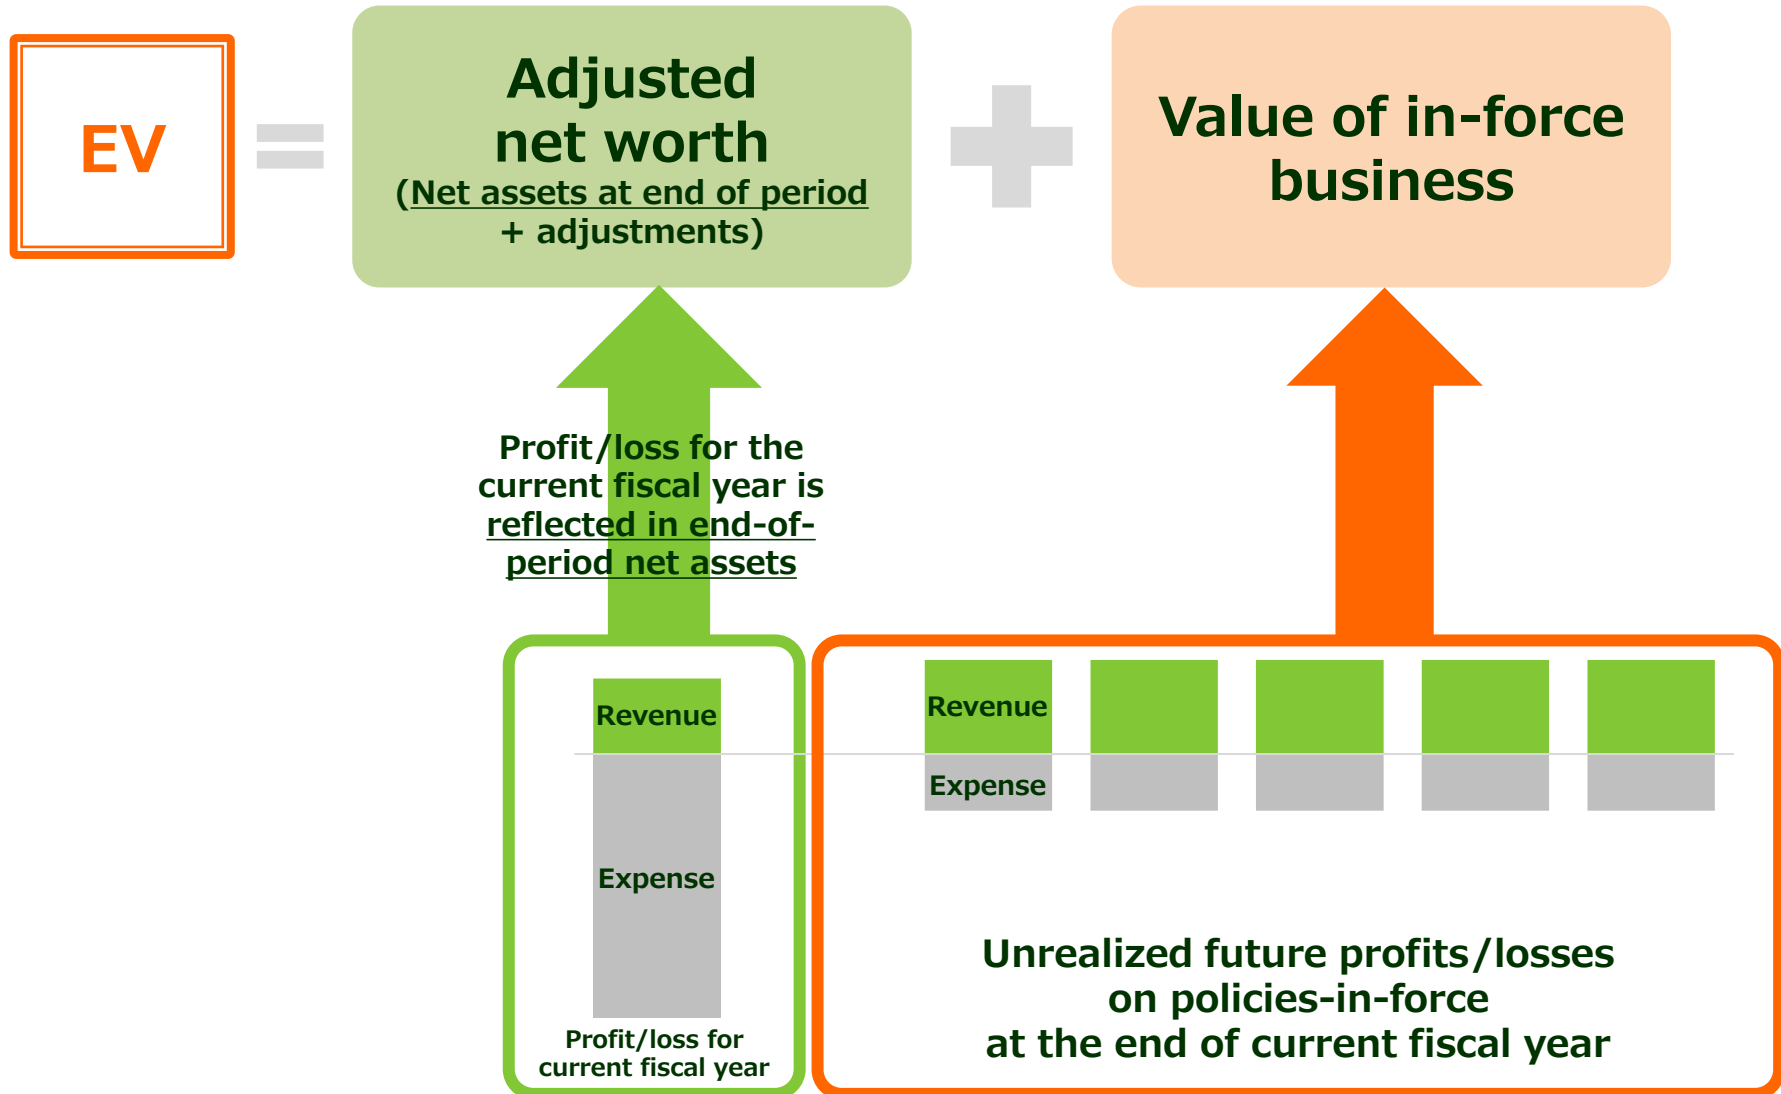 EV
=
Adjusted
net worth
(Net assets at end of period
+ adjustments)
+
Value of in-force
business
Profit/loss for the
current fiscal year is
reflected in end-of-
period net assets
Revenue
Expense
Profit/loss for
current fiscal year
Revenue
Expense
Unrealized future profits/losses
on policies-in-force
at the end of current fiscal year